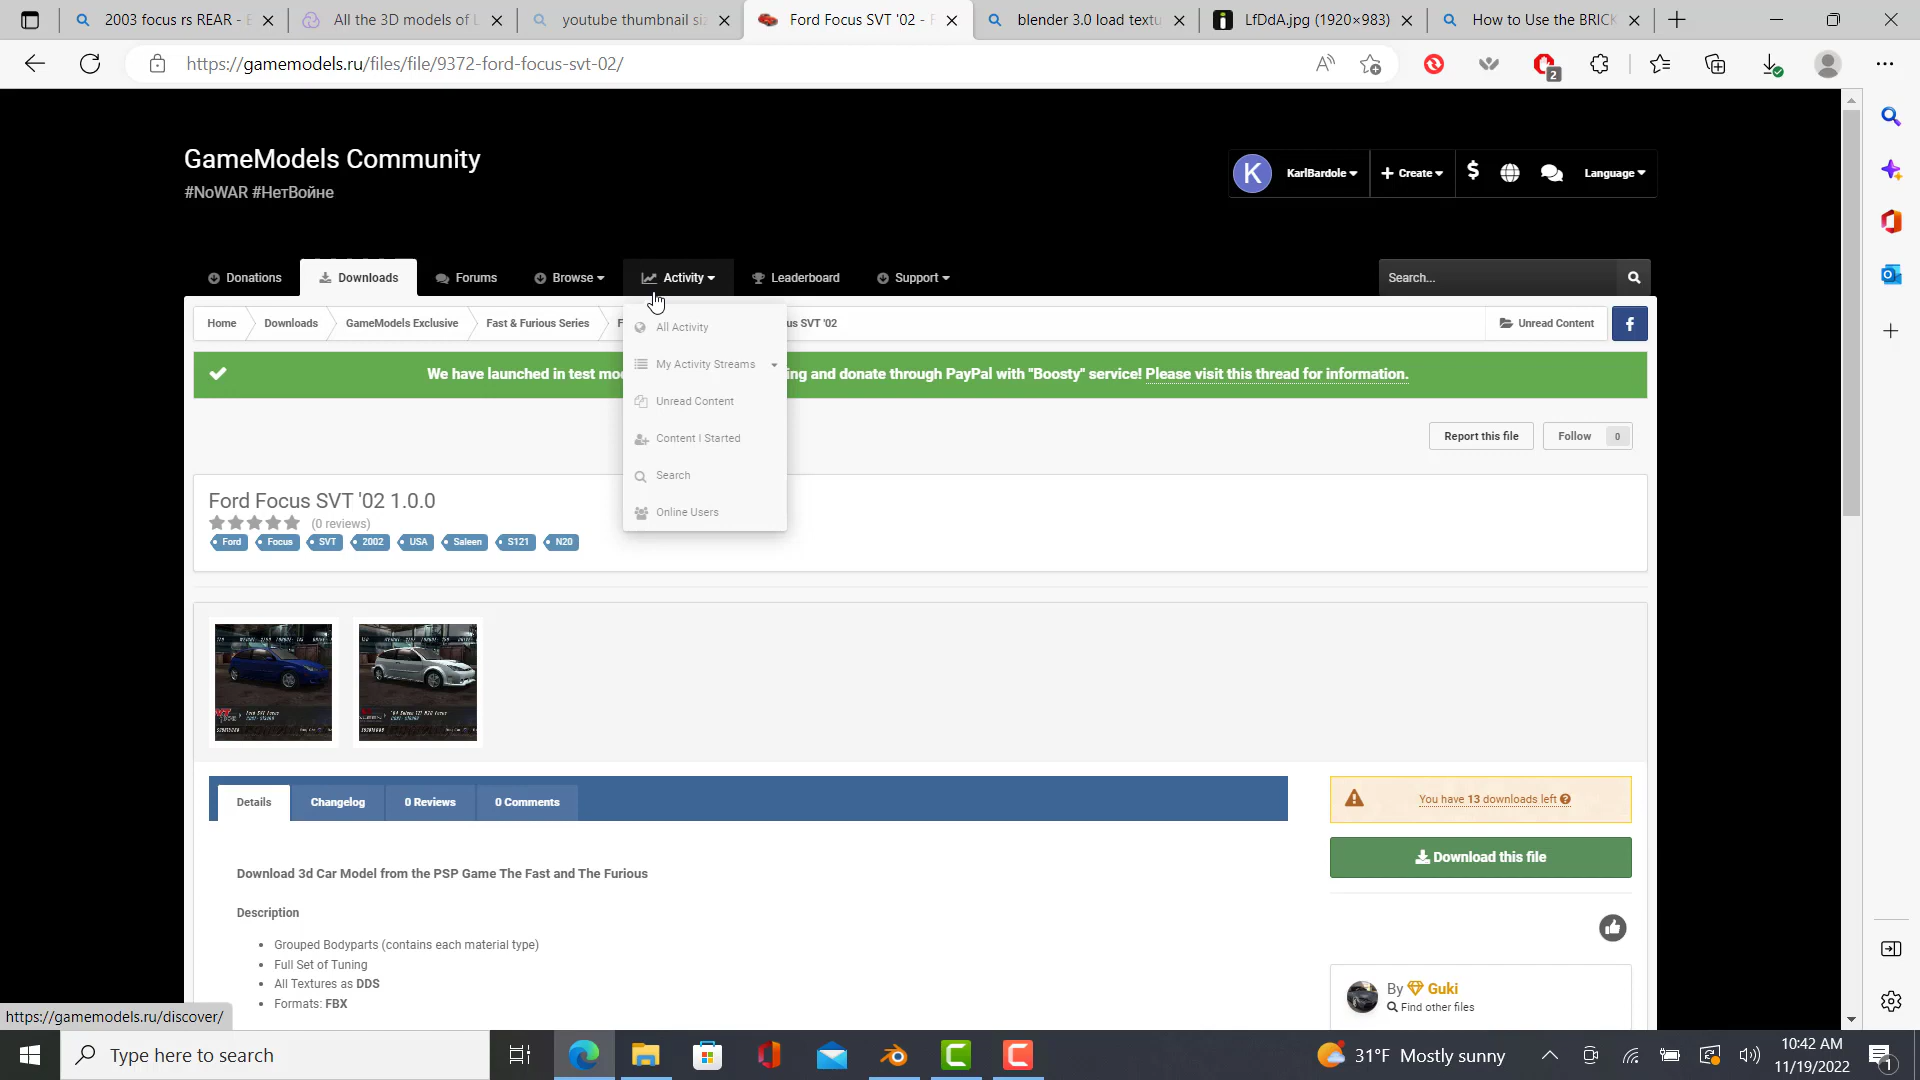 2003 focus rs REAR -
All the 3D models of
youtube thumbnail siz
Ford Focus SVT '02 -
blender 3.0 load textu
LfDdA.jpg (1920×983)
How to Use the BRICK
https://gamemodels.ru/files/file/9372-ford-focus-svt-02/
2
GameModels Community
#NoWAR #НетВойне
K
KarlBardole
Create
$
Language
Donations
Downloads
Forums
Browse
Activity
Leaderboard
Support
Search...
Home
Downloads
GameModels Exclusive
Fast & Furious Series
F
us SVT '02
Unread Content
f
All Activity
My Activity Streams
Unread Content
Content I Started
Search
Online Users
We have launched in test mo
ing and donate through PayPal with "Boosty" service! Please visit this thread for information.
Report this file
Follow 0
Ford Focus SVT '02 1.0.0
(0 reviews)
Ford
Focus
SVT
2002
USA
Saleen
S121
N20
Details
Changelog
0 Reviews
0 Comments
You have 13 downloads left
Download this file
Download 3d Car Model from the PSP Game The Fast and The Furious
Description
• Grouped Bodyparts (contains each material type)
• Full Set of Tuning
• All Textures as DDS
• Formats: FBX
By Guki
Find other files
https://gamemodels.ru/discover/
Type here to search
31°F Mostly sunny
10:42 AM
11/19/2022
1